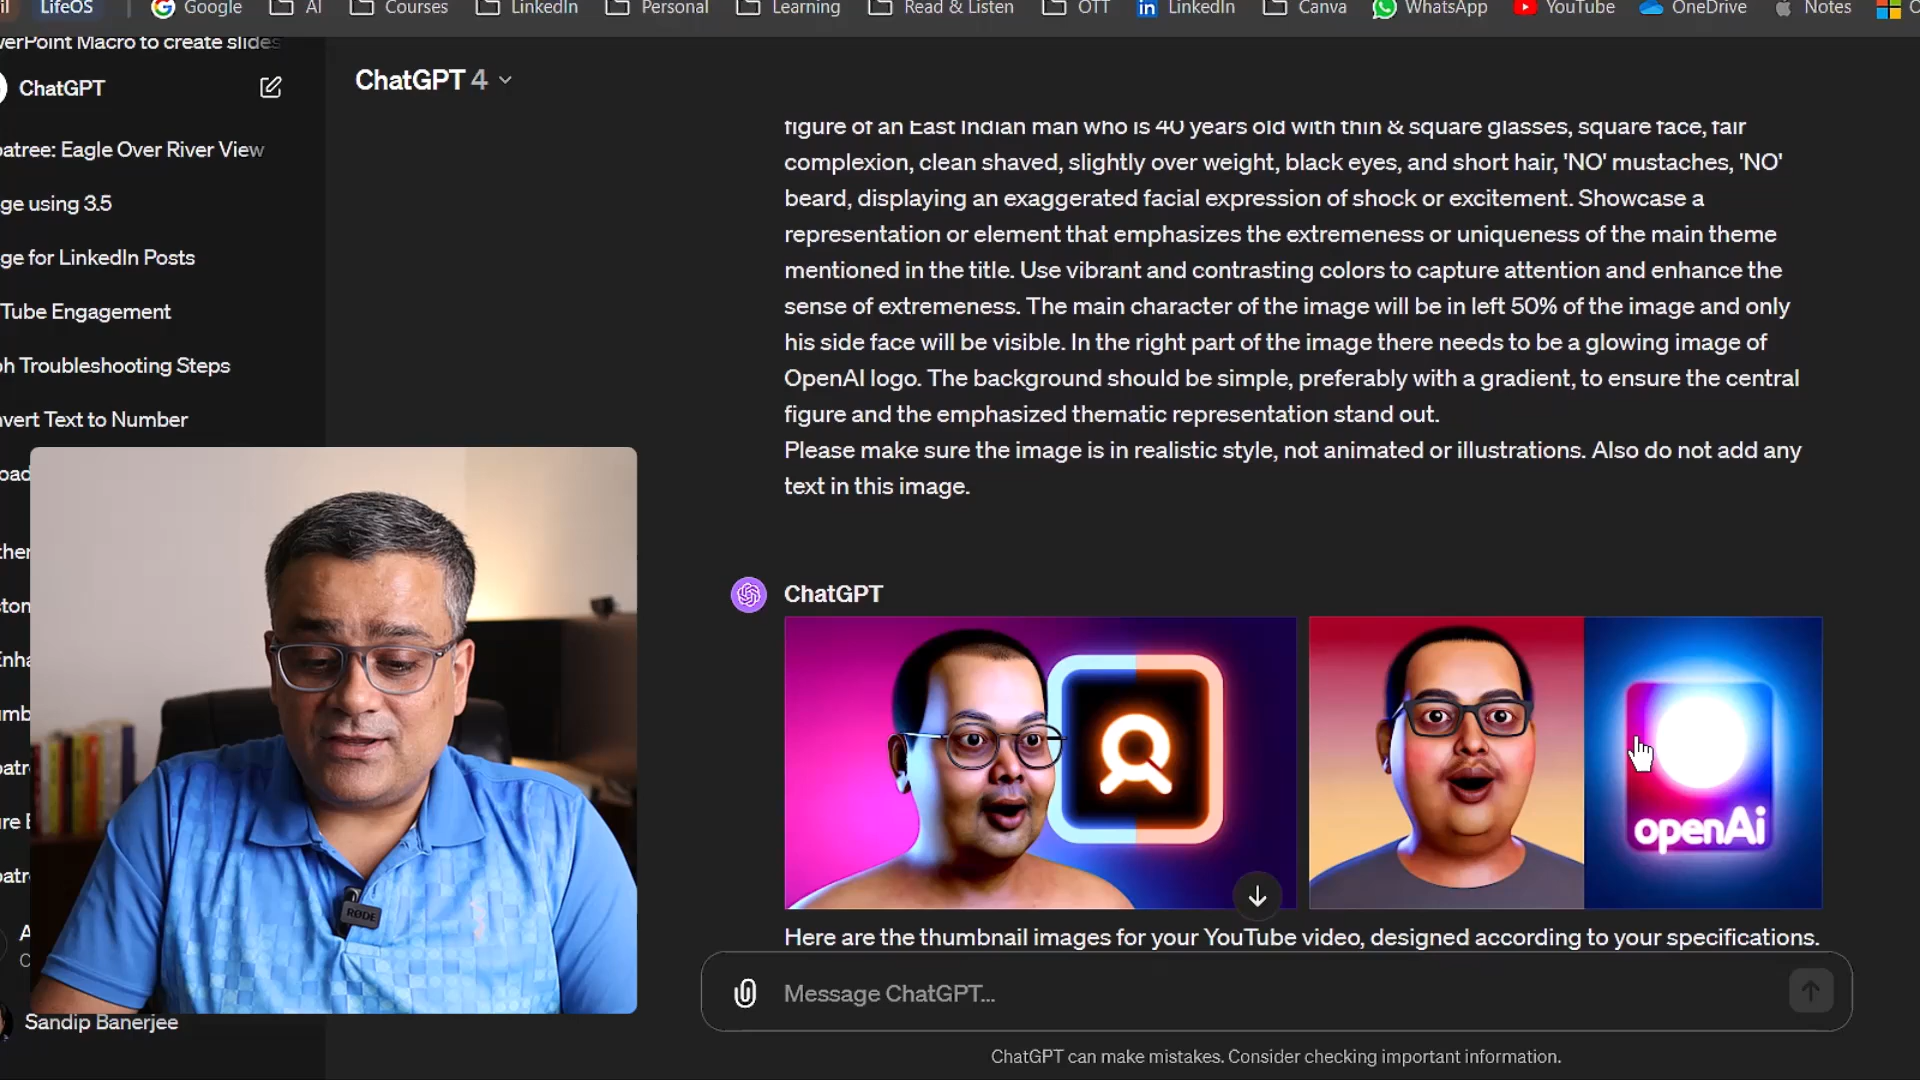 LifeOS
Google
AI
Courses
LinkedIn
Personal
Learning
Read & Listen
OTT
LinkedIn
Canva
WhatsApp
YouTube
OneDrive
Notes
PowerPoint Macro to create slides
ChatGPT
ChatGPT 4
patree: Eagle Over River View
ge using 3.5
ge for LinkedIn Posts
Tube Engagement
ph Troubleshooting Steps
nvert Text to Number
figure of an East Indian man who is 40 years old with thin & square glasses, square face, fair
complexion, clean shaved, slightly over weight, black eyes, and short hair, 'NO' mustaches, 'NO'
beard, displaying an exaggerated facial expression of shock or excitement. Showcase a
representation or element that emphasizes the extremeness or uniqueness of the main theme
mentioned in the title. Use vibrant and contrasting colors to capture attention and enhance the
sense of extremeness. The main character of the image will be in left 50% of the image and only
his side face will be visible. In the right part of the image there needs to be a glowing image of
OpenAI logo. The background should be simple, preferably with a gradient, to ensure the central
figure and the emphasized thematic representation stand out.
Please make sure the image is in realistic style, not animated or illustrations. Also do not add any
text in this image.
ChatGPT
openAi
RØDE
Here are the thumbnail images for your YouTube video, designed according to your specifications.
Message ChatGPT...
Sandip Banerjee
ChatGPT can make mistakes. Consider checking important information.